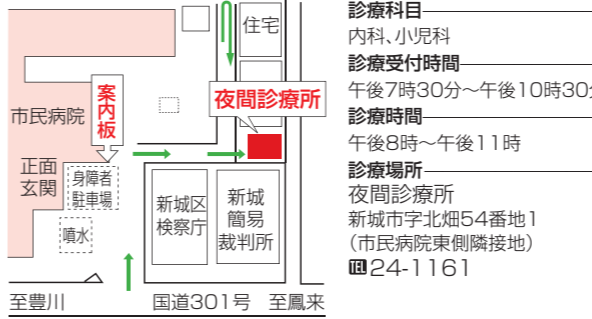 住宅
夜間診療所
案内板
市民病院
正面
玄関
身障者
駐車場
噴水
新城区
検察庁
新城
簡易
裁判所
至豊川
国道301号
至鳳来
診療科目
内科、小児科
診療受付時間
午後7時30分～午後10時30分
診療時間
午後8時～午後11時
診療場所
夜間診療所
新城市字北畑54番地1
（市民病院東側隣接地）
℡24-1161